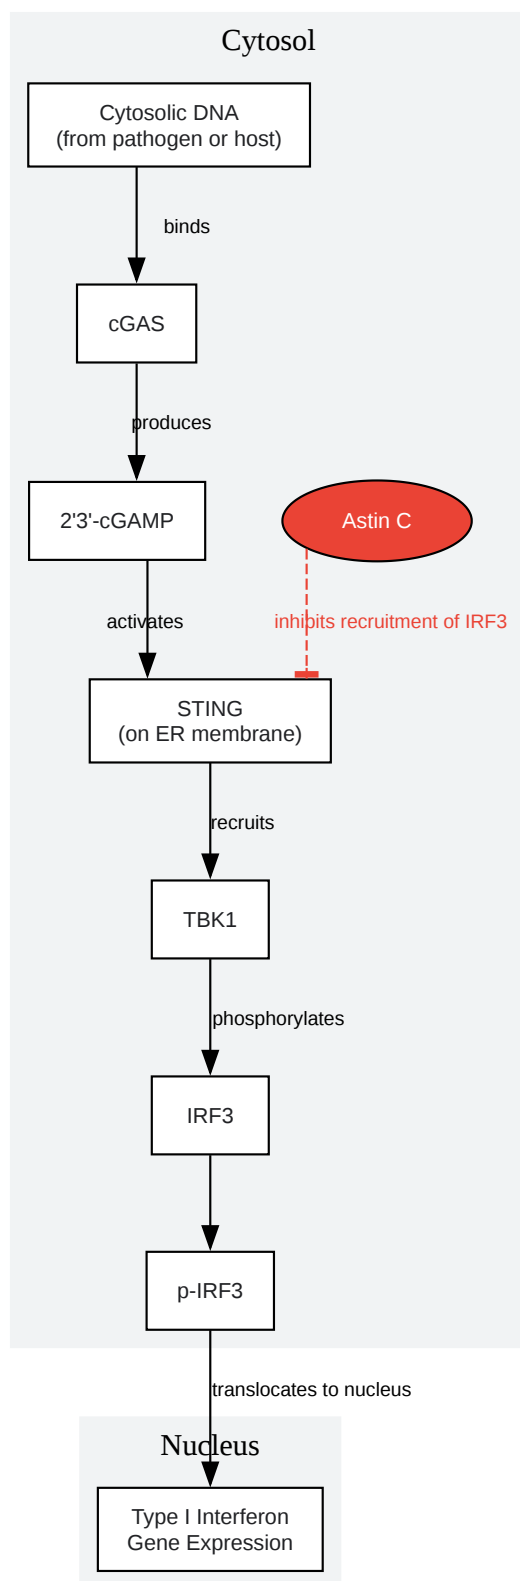 Cytosol
Cytosolic DNA
(from pathogen or host)
binds
cGAS
produces
2'3'-cGAMP
Astin C
activates
inhibits recruitment of IRF3
STING
(on ER membrane)
recruits
TBK1
phosphorylates
IRF3
p-IRF3
translocates to nucleus
Nucleus
Type I Interferon
Gene Expression